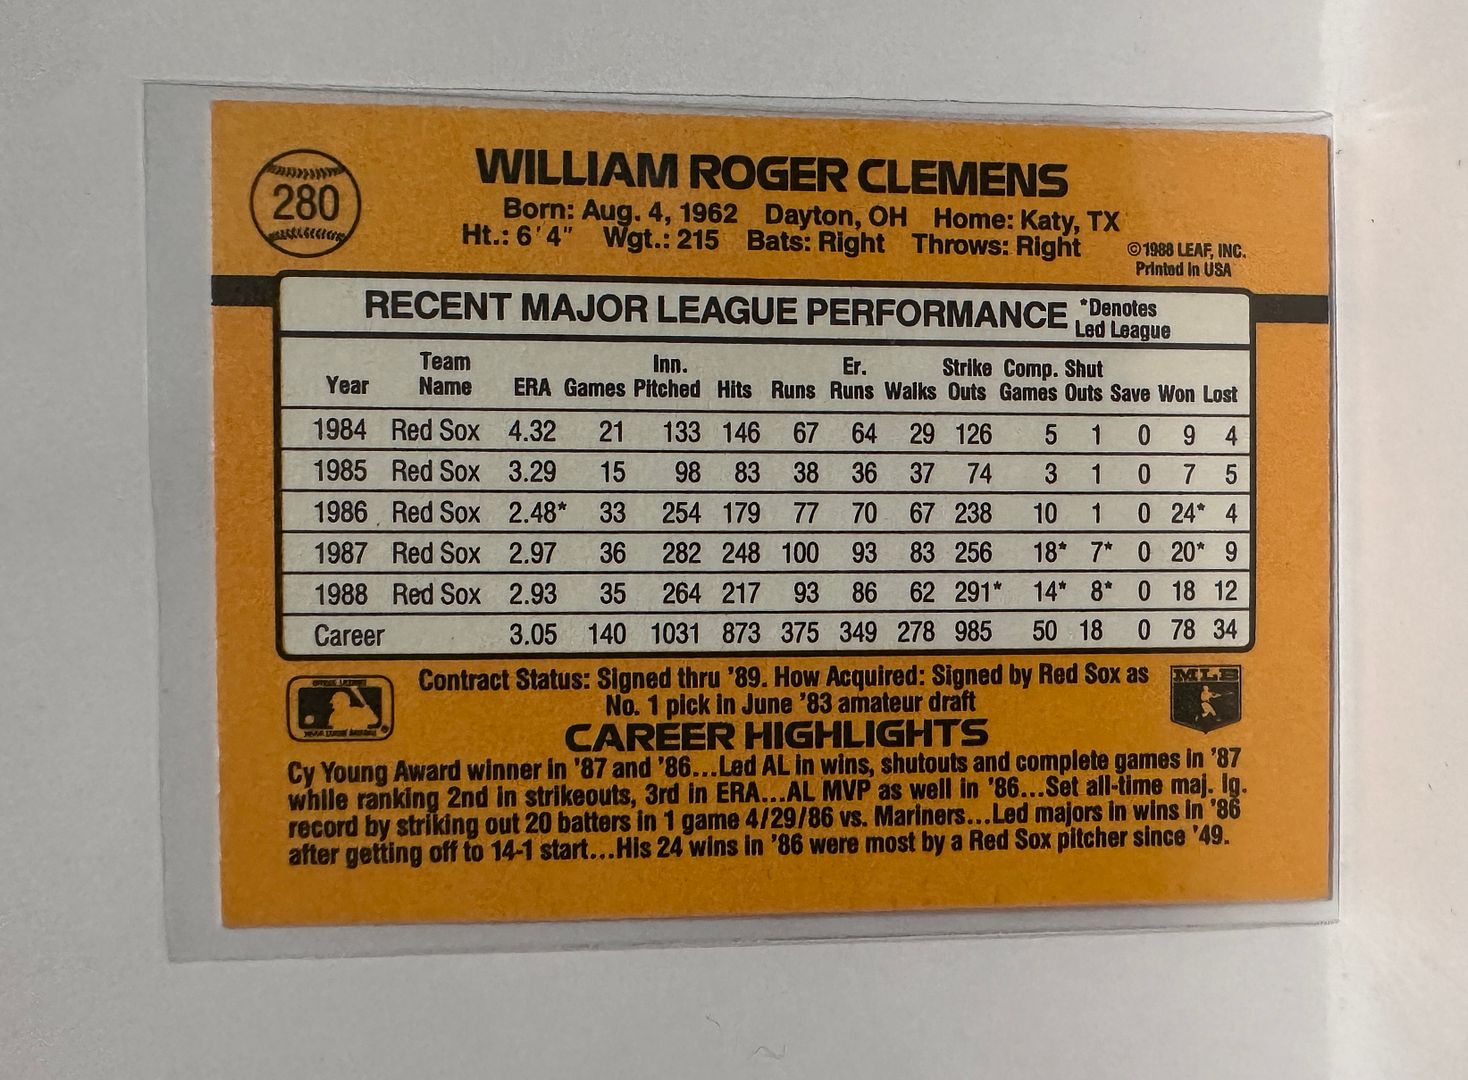 280
WILLIAM ROGER CLEMENS
Born: Aug. 4, 1962 Dayton, OH Home: Katy, TX
Ht.: 6'4" Wgt.: 215 Bats: Right Throws: Right
©1988 LEAF, INC.
Printed in USA
RECENT MAJOR LEAGUE PERFORMANCE *Denotes Led League
Year Team Name ERA Games Inn. Pitched Hits Runs Er. Runs Walks Strike Outs Comp. Games Shut Outs Save Won Lost
1984 Red Sox 4.32 21 133 146 67 64 29 126 5 1 0 9 4
1985 Red Sox 3.29 15 98 83 38 36 37 74 3 1 0 7 5
1986 Red Sox 2.48* 33 254 179 77 70 67 238 10 1 0 24* 4
1987 Red Sox 2.97 36 282 248 100 93 83 256 18* 7* 0 20* 9
1988 Red Sox 2.93 35 264 217 93 86 62 291* 14* 8* 0 18 12
Career 3.05 140 1031 873 375 349 278 985 50 18 0 78 34
Contract Status: Signed thru '89. How Acquired: Signed by Red Sox as
No. 1 pick in June '83 amateur draft
MLB
CAREER HIGHLIGHTS
Cy Young Award winner in '87 and '86...Led AL in wins, shutouts and complete games in '87
while ranking 2nd in strikeouts, 3rd in ERA...AL MVP as well in '86...Set all-time maj. lg.
record by striking out 20 batters in 1 game 4/29/86 vs. Mariners...Led majors in wins in '86
after getting off to 14-1 start...His 24 wins in '86 were most by a Red Sox pitcher since '49.